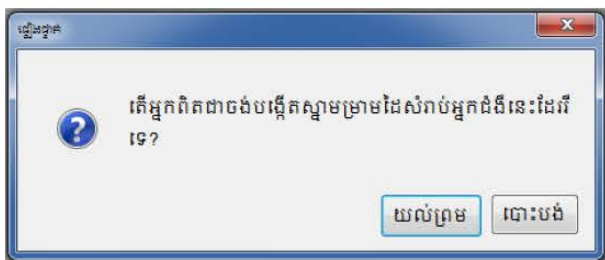 ផ្ទៀងផ្ទាត់
តើអ្នកពិតជាចង់បង្កើតស្នាមម្រាមដៃសំរាប់អ្នកជំងឺនេះដែររឺ
ទេ?
យល់ព្រម
បោះបង់